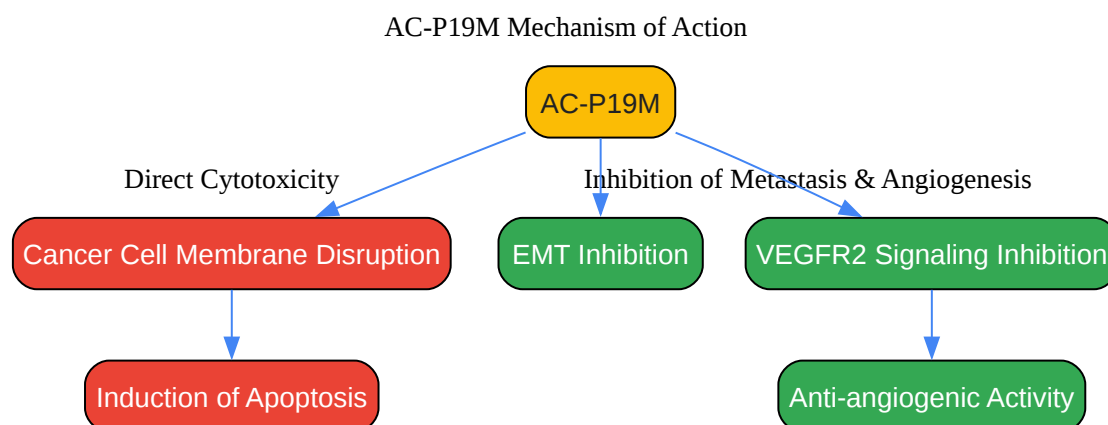 AC-P19M Mechanism of Action
AC-P19M
Direct Cytotoxicity
Inhibition of Metastasis & Angiogenesis
Cancer Cell Membrane Disruption
EMT Inhibition
VEGFR2 Signaling Inhibition
Induction of Apoptosis
Anti-angiogenic Activity